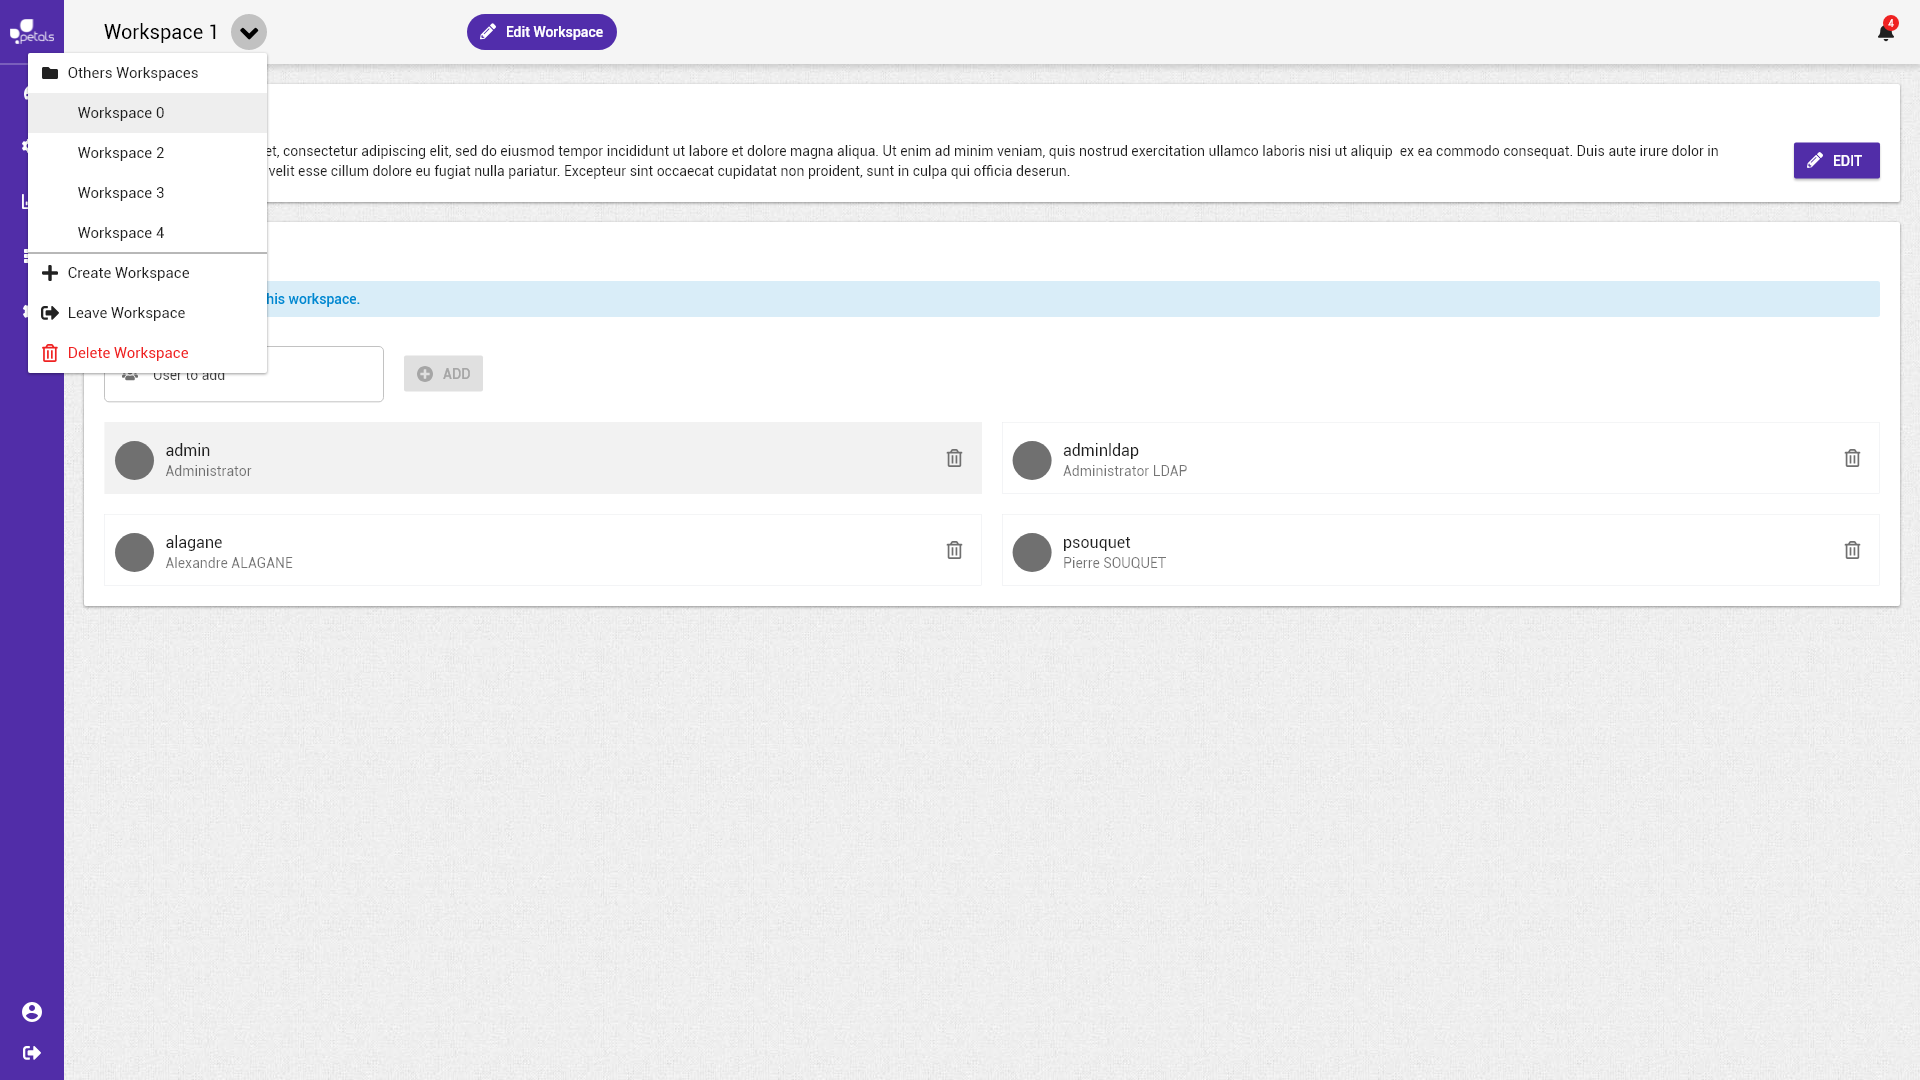 petals
Workspace 1
Edit Workspace
4
Others Workspaces
Workspace 0
Workspace 2
Workspace 3
Workspace 4
Create Workspace
Leave Workspace
Delete Workspace
et, consectetur adipiscing elit, sed do eiusmod tempor incididunt ut labore et dolore magna aliqua. Ut enim ad minim veniam, quis nostrud exercitation ullamco laboris nisi ut aliquip ex ea commodo consequat. Duis aute irure dolor in
velit esse cillum dolore eu fugiat nulla pariatur. Excepteur sint occaecat cupidatat non proident, sunt in culpa qui officia deserun.
EDIT
his workspace.
User to add
ADD
admin
Administrator
adminldap
Administrator LDAP
alagane
Alexandre ALAGANE
psouquet
Pierre SOUQUET